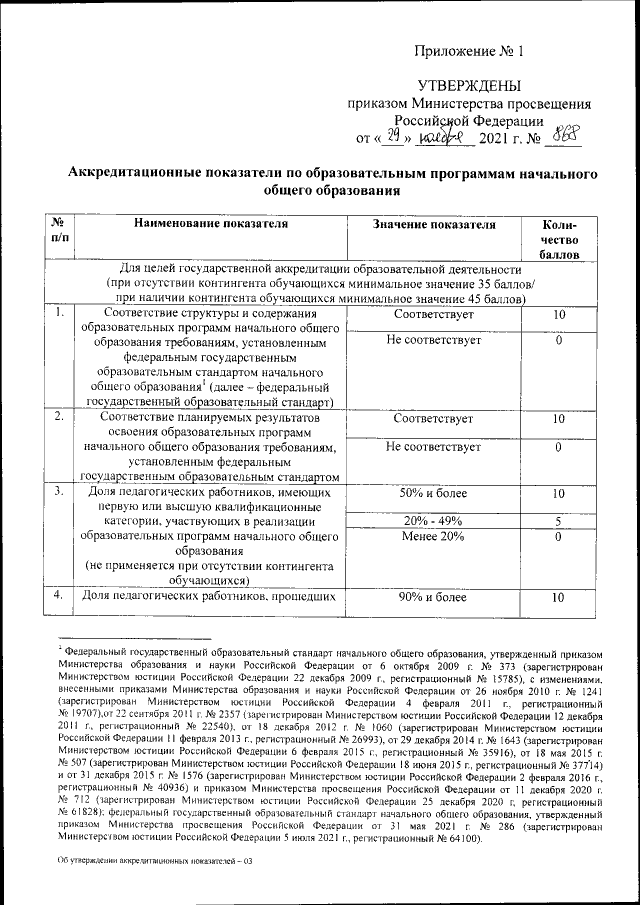 Приложение № 1
УТВЕРЖДЕНЫ
приказом Министерства просвещения
Российской Федерации
от « 29 » ноября 2021 г. № 868
Аккредитационные показатели по образовательным программам начального
общего образования
№ п/п	Наименование показателя	Значение показателя	Коли-чество баллов
Для целей государственной аккредитации образовательной деятельности
(при отсутствии контингента обучающихся минимальное значение 35 баллов/
при наличии контингента обучающихся минимальное значение 45 баллов)
1.	Соответствие структуры и содержания	Соответствует	10
образовательных программ начального общего
образования требованиям, установленным	Не соответствует	0
федеральным государственным
образовательным стандартом начального
общего образования¹ (далее – федеральный
государственный образовательный стандарт)
2.	Соответствие планируемых результатов	Соответствует	10
освоения образовательных программ
начального общего образования требованиям,	Не соответствует	0
установленным федеральным
государственным образовательным стандартом
3.	Доля педагогических работников, имеющих	50% и более	10
первую или высшую квалификационные
категории, участвующих в реализации	20% - 49%	5
образовательных программ начального общего	Менее 20%	0
образования
(не применяется при отсутствии контингента
обучающихся)
4.	Доля педагогических работников, прошедших	90% и более	10
¹ Федеральный государственный образовательный стандарт начального общего образования, утвержденный приказом
Министерства образования и науки Российской Федерации от 6 октября 2009 г. № 373 (зарегистрирован
Министерством юстиции Российской Федерации 22 декабря 2009 г., регистрационный № 15785), с изменениями,
внесенными приказами Министерства образования и науки Российской Федерации от 26 ноября 2010 г. № 1241
(зарегистрирован Министерством юстиции Российской Федерации 4 февраля 2011 г., регистрационный
№ 19707),от 22 сентября 2011 г. № 2357 (зарегистрирован Министерством юстиции Российской Федерации 12 декабря
2011 г., регистрационный № 22540), от 18 декабря 2012 г. № 1060 (зарегистрирован Министерством юстиции
Российской Федерации 11 февраля 2013 г., регистрационный № 26993), от 29 декабря 2014 г. № 1643 (зарегистрирован
Министерством юстиции Российской Федерации 6 февраля 2015 г., регистрационный № 35916), от 18 мая 2015 г.
№ 507 (зарегистрирован Министерством юстиции Российской Федерации 18 июня 2015 г., регистрационный № 37714)
и от 31 декабря 2015 г. № 1576 (зарегистрирован Министерством юстиции Российской Федерации 2 февраля 2016 г.,
регистрационный № 40936) и приказом Министерства просвещения Российской Федерации от 11 декабря 2020 г.
№ 712 (зарегистрирован Министерством юстиции Российской Федерации 25 декабря 2020 г, регистрационный
№ 61828); федеральный государственный образовательный стандарт начального общего образования, утвержденный
приказом Министерства просвещения Российской Федерации от 31 мая 2021 г. № 286 (зарегистрирован
Министерством юстиции Российской Федерации 5 июля 2021 г., регистрационный № 64100).
Об утверждении аккредитационных показателей – 03